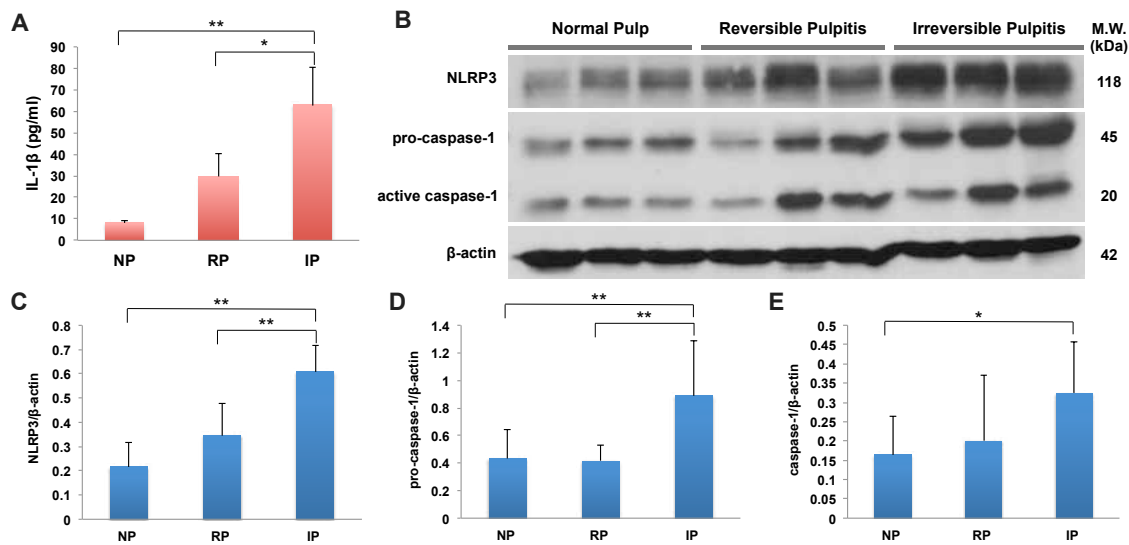 A
**
*
IL-1β (pg/ml)
90
80
70
60
50
40
30
20
10
0
NP RP IP
B
Normal Pulp Reversible Pulpitis Irreversible Pulpitis M.W.
(kDa)
NLRP3 118
pro-caspase-1 45
active caspase-1 20
β-actin 42
C
**
**
NLRP3/β-actin
0.8
0.7
0.6
0.5
0.4
0.3
0.2
0.1
0
NP RP IP
D
**
**
pro-caspase-1/β-actin
1.4
1.2
1
0.8
0.6
0.4
0.2
0
NP RP IP
E
*
caspase-1/β-actin
0.5
0.45
0.4
0.35
0.3
0.25
0.2
0.15
0.1
0.05
0
NP RP IP